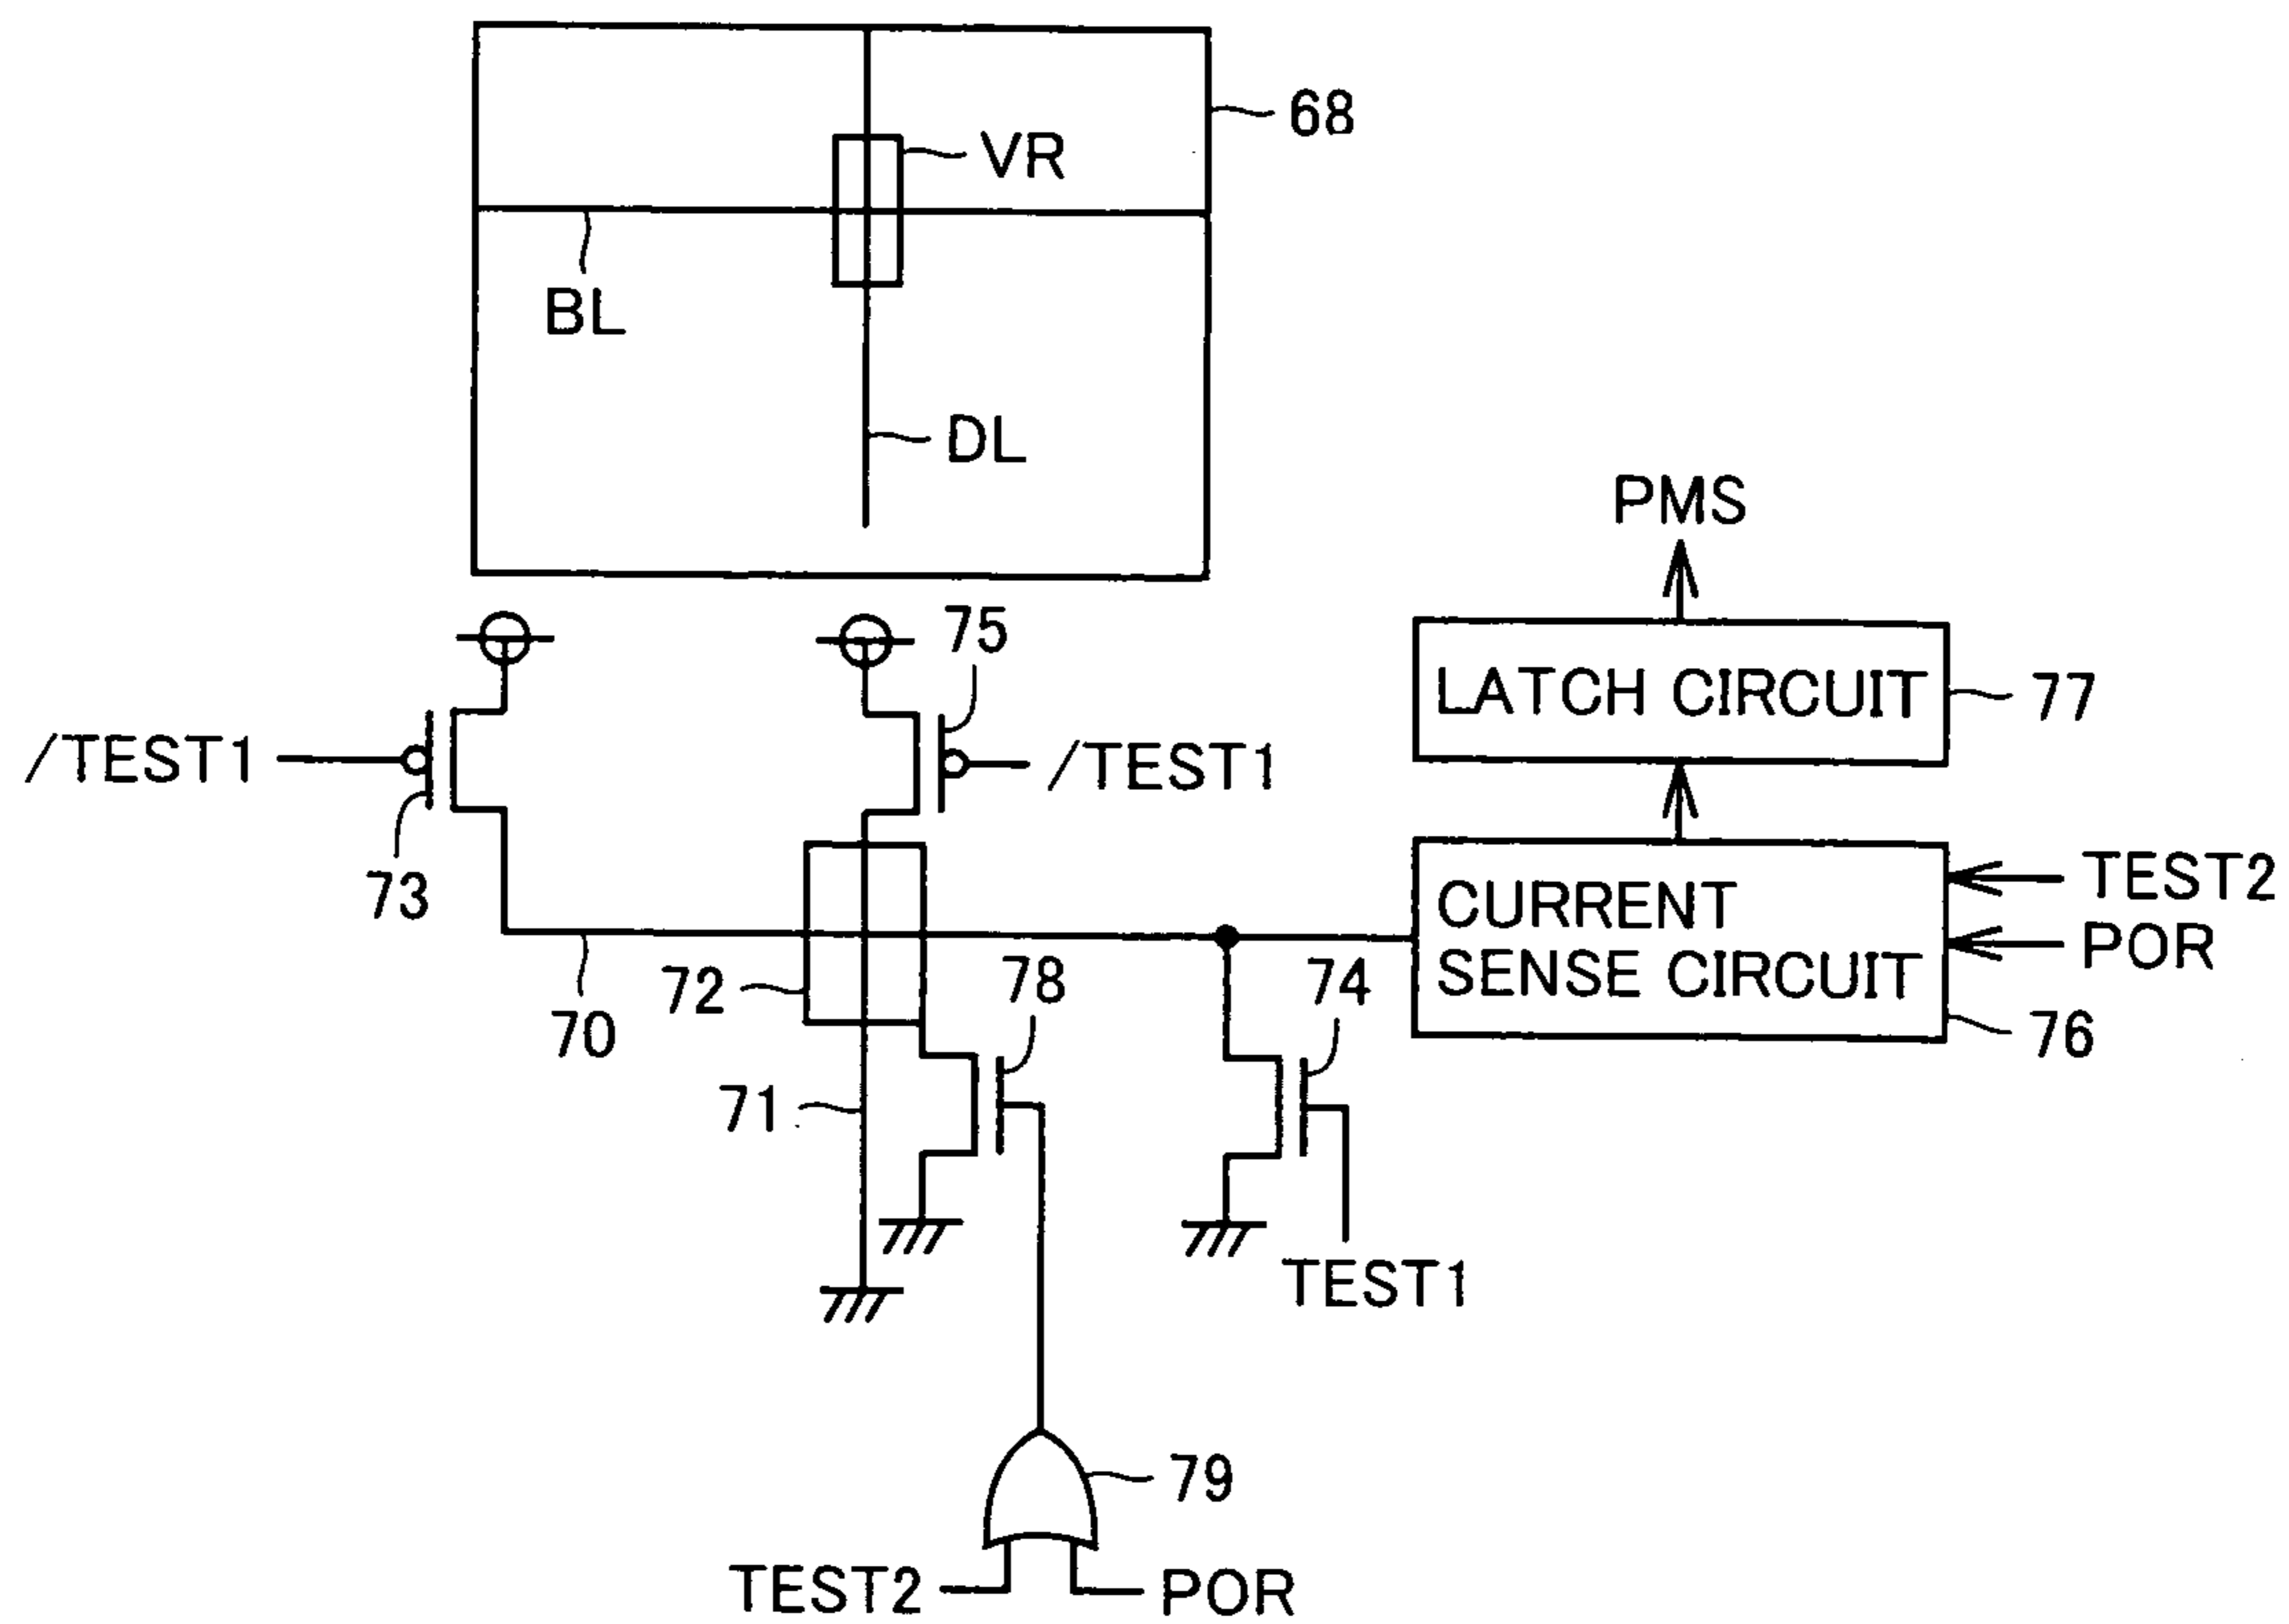 68
VR
BL
DL
PMS
75
LATCH CIRCUIT
77
/TEST1
/TEST1
73
CURRENT
SENSE CIRCUIT
TEST2
POR
72
78
74
70
76
71
TEST1
79
TEST2
POR